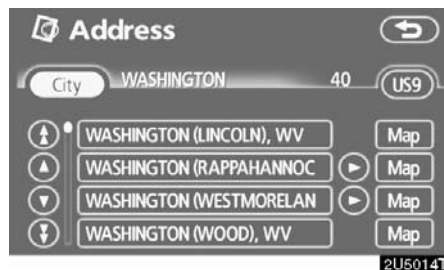 Address
City WASHINGTON 40 US9
WASHINGTON (LINCOLN), WV Map
WASHINGTON (RAPPAHANNOC Map
WASHINGTON (WESTMORELAN Map
WASHINGTON (WOOD), WV Map
2U5014T